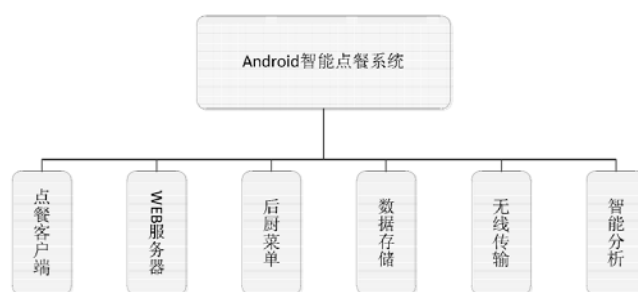 Android智能点餐系统
点餐客户端
WEB服务器
后厨菜单
数据存储
无线传输
智能分析